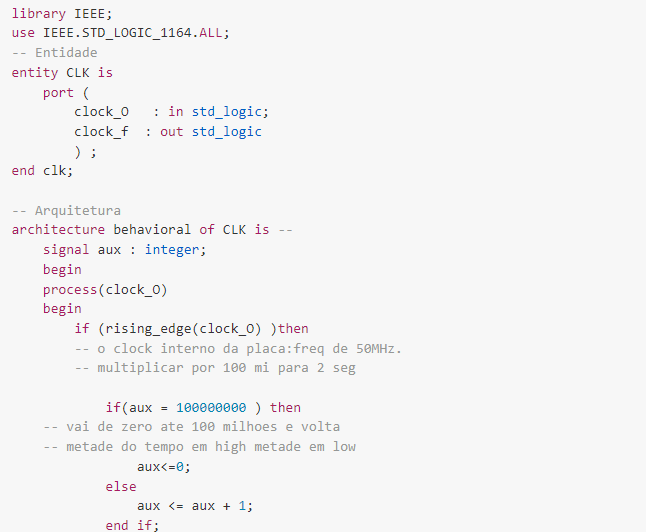 library IEEE;
use IEEE.STD_LOGIC_1164.ALL;
-- Entidade
entity CLK is
    port (
        clock_O   : in std_logic;
        clock_f  : out std_logic
        ) ;
end clk;

-- Arquitetura
architecture behavioral of CLK is --
    signal aux : integer;
    begin
    process(clock_O)
    begin
        if (rising_edge(clock_O) )then
        -- o clock interno da placa:freq de 50MHz.
        -- multiplicar por 100 mi para 2 seg

            if(aux = 100000000 ) then
    -- vai de zero ate 100 milhoes e volta
    -- metade do tempo em high metade em low
                aux<=0;
            else
                aux <= aux + 1;
            end if;